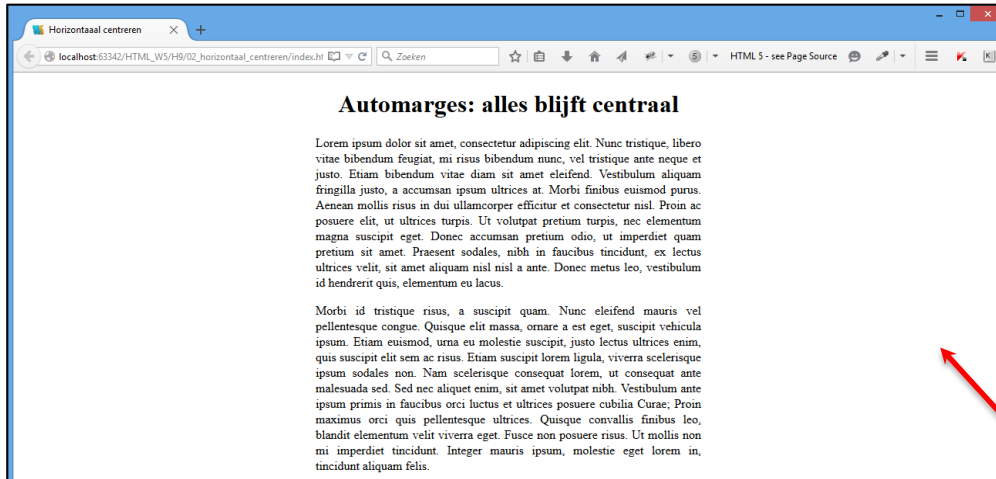 Horizontaaal centreren
localhost:63342/HTML_W5/H9/02_horizontaal_centreren/index.ht
Zoeken
HTML 5 - see Page Source
Automarges: alles blijft centraal
Lorem ipsum dolor sit amet, consectetur adipiscing elit. Nunc tristique, libero
vitae bibendum feugiat, mi risus bibendum nunc, vel tristique ante neque et
justo. Etiam bibendum vitae diam sit amet eleifend. Vestibulum aliquam
fringilla justo, a accumsan ipsum ultrices at. Morbi finibus euismod purus.
Aenean mollis risus in dui ullamcorper efficitur et consectetur nisl. Proin ac
posuere elit, ut ultrices turpis. Ut volutpat pretium turpis, nec elementum
magna suscipit eget. Donec accumsan pretium odio, ut imperdiet quam
pretium sit amet. Praesent sodales, nibh in faucibus tincidunt, ex lectus
ultrices velit, sit amet aliquam nisl nisl a ante. Donec metus leo, vestibulum
id hendrerit quis, elementum eu lacus.
Morbi id tristique risus, a suscipit quam. Nunc eleifend mauris vel
pellentesque congue. Quisque elit massa, ornare a est eget, suscipit vehicula
ipsum. Etiam euismod, urna eu molestie suscipit, justo lectus ultrices enim,
quis suscipit elit sem ac risus. Etiam suscipit lorem ligula, viverra scelerisque
ipsum sodales non. Nam scelerisque consequat lorem, ut consequat ante
malesuada sed. Sed nec aliquet enim, sit amet volutpat nibh. Vestibulum ante
ipsum primis in faucibus orci luctus et ultrices posuere cubilia Curae; Proin
maximus orci quis pellentesque ultrices. Quisque convallis finibus leo,
blandit elementum velit viverra eget. Fusce non posuere risus. Ut mollis non
mi imperdiet tincidunt. Integer mauris ipsum, molestie eget lorem in,
tincidunt aliquam felis.